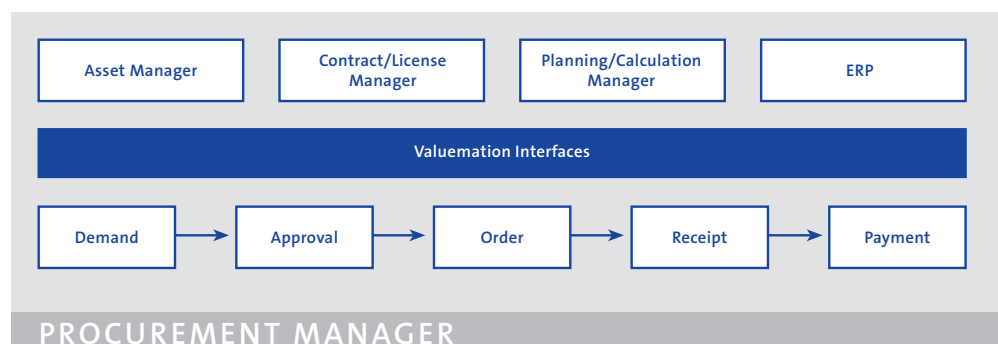 Asset Manager
Contract/License
Manager
Planning/Calculation
Manager
ERP
Valuemation Interfaces
Demand
Approval
Order
Receipt
Payment
PROCUREMENT MANAGER